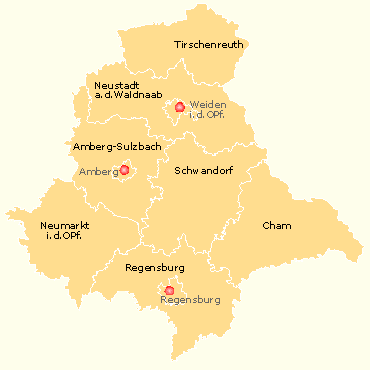 Tirschenreuth
Neustadt
a.d.Waldnaab
Weiden
i.d.OPf.
Amberg-Sulzbach
Amberg
Schwandorf
Neumarkt
i.d.OPf.
Cham
Regensburg
Regensburg